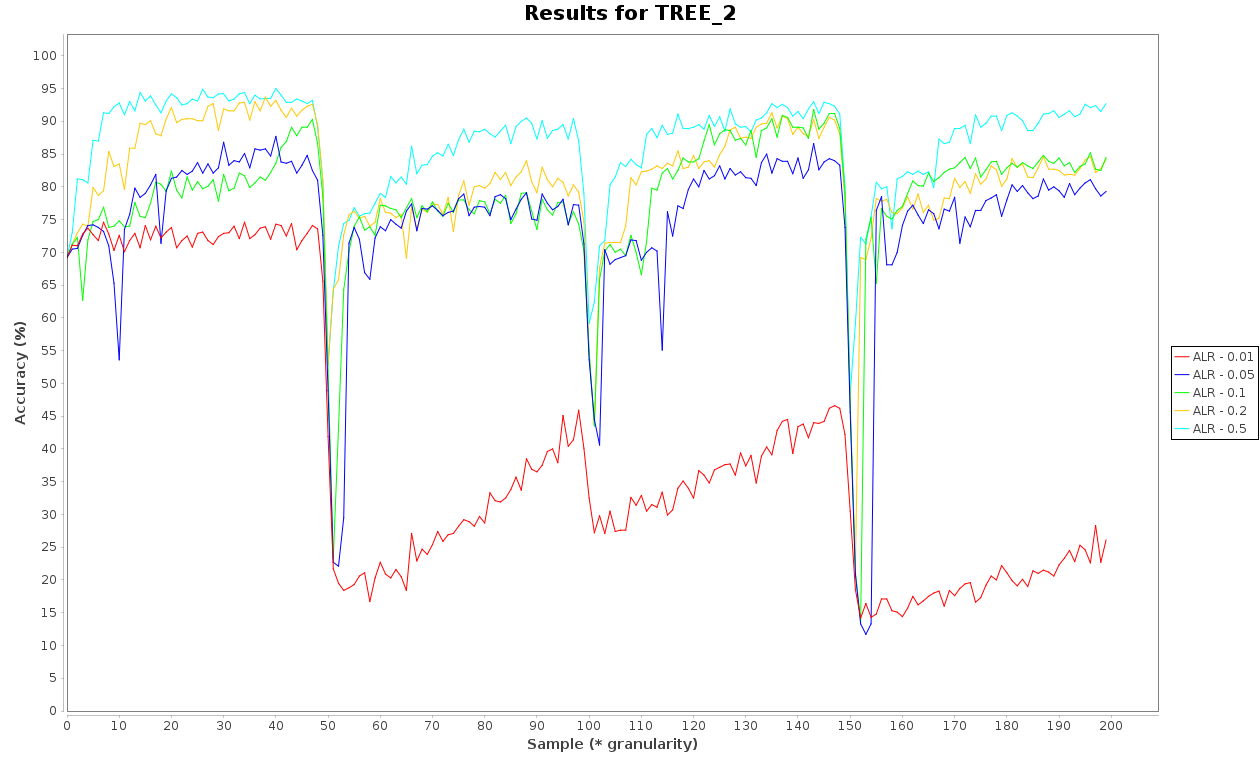 Results for TREE_2
100
95
90
85
80
75
70
65
60
55
50
45
40
35
30
25
20
15
10
5
0
Accuracy (%)
0 10 20 30 40 50 60 70 80 90 100 110 120 130 140 150 160 170 180 190 200
Sample (* granularity)
ALR - 0.01
ALR - 0.05
ALR - 0.1
ALR - 0.2
ALR - 0.5